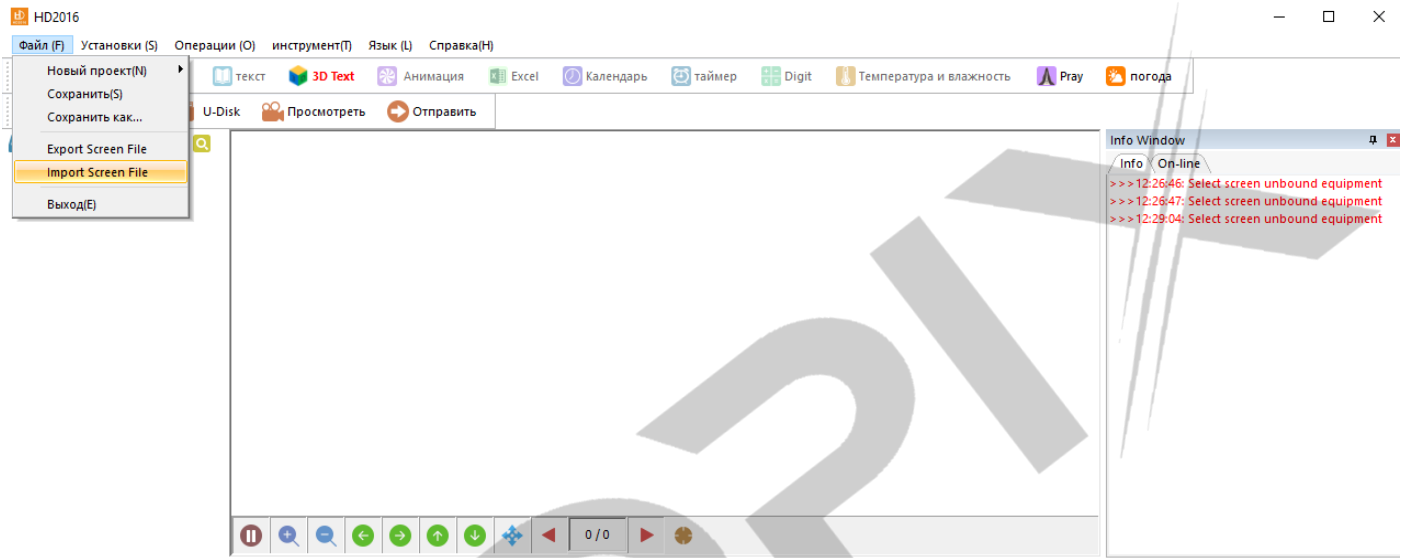 HD2016
Файл (F) Установки (S) Операции (O) инструмент(T) Язык (L) Справка(H)
Новый проект(N)
Сохранить(S)
Сохранить как...
Export Screen File
Import Screen File
Выход(E)
текст 3D Text Анимация Excel Календарь таймер Digit Температура и влажность Pray погода
U-Disk Просмотреть Отправить
Info Window
Info On-line
>>>12:26:46: Select screen unbound equipment
>>>12:26:47: Select screen unbound equipment
>>>12:29:04: Select screen unbound equipment
0 / 0